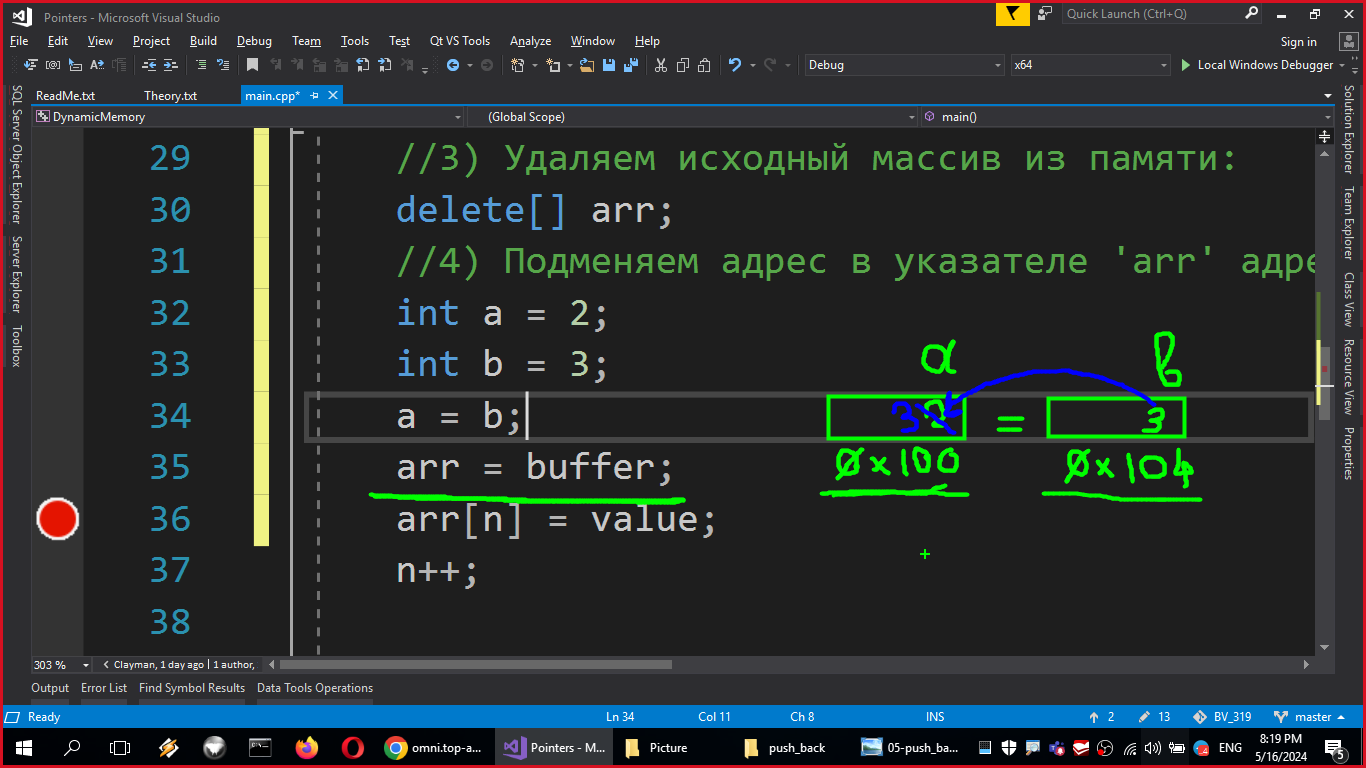 Pointers - Microsoft Visual Studio
Quick Launch (Ctrl+Q)
File Edit View Project Build Debug Team Tools Test Qt VS Tools Analyze Window Help
Sign in
Debug x64 Local Windows Debugger
ReadMe.txt Theory.txt main.cpp*
DynamicMemory (Global Scope) main()
SQL Server Object Explorer
Server Explorer
Toolbox
29 //3) Удаляем исходный массив из памяти:
30 delete[] arr;
31 //4) Подменяем адрес в указателе 'arr' адре
32 int a = 2;
33 int b = 3;
34 a = b;
35 arr = buffer;
36 arr[n] = value;
37 n++;
38
a b
3 2 = 3
0x100 0x104
Solution Explorer
Team Explorer
Class View
Resource View
Properties
303 % Clayman, 1 day ago | 1 author,
Output Error List Find Symbol Results Data Tools Operations
Ready Ln 34 Col 11 Ch 8 INS 2 13 BV_319 master
omni.top-a... Pointers - M... Picture push_back 05-push_ba... ENG 8:19 PM
5/16/2024 5